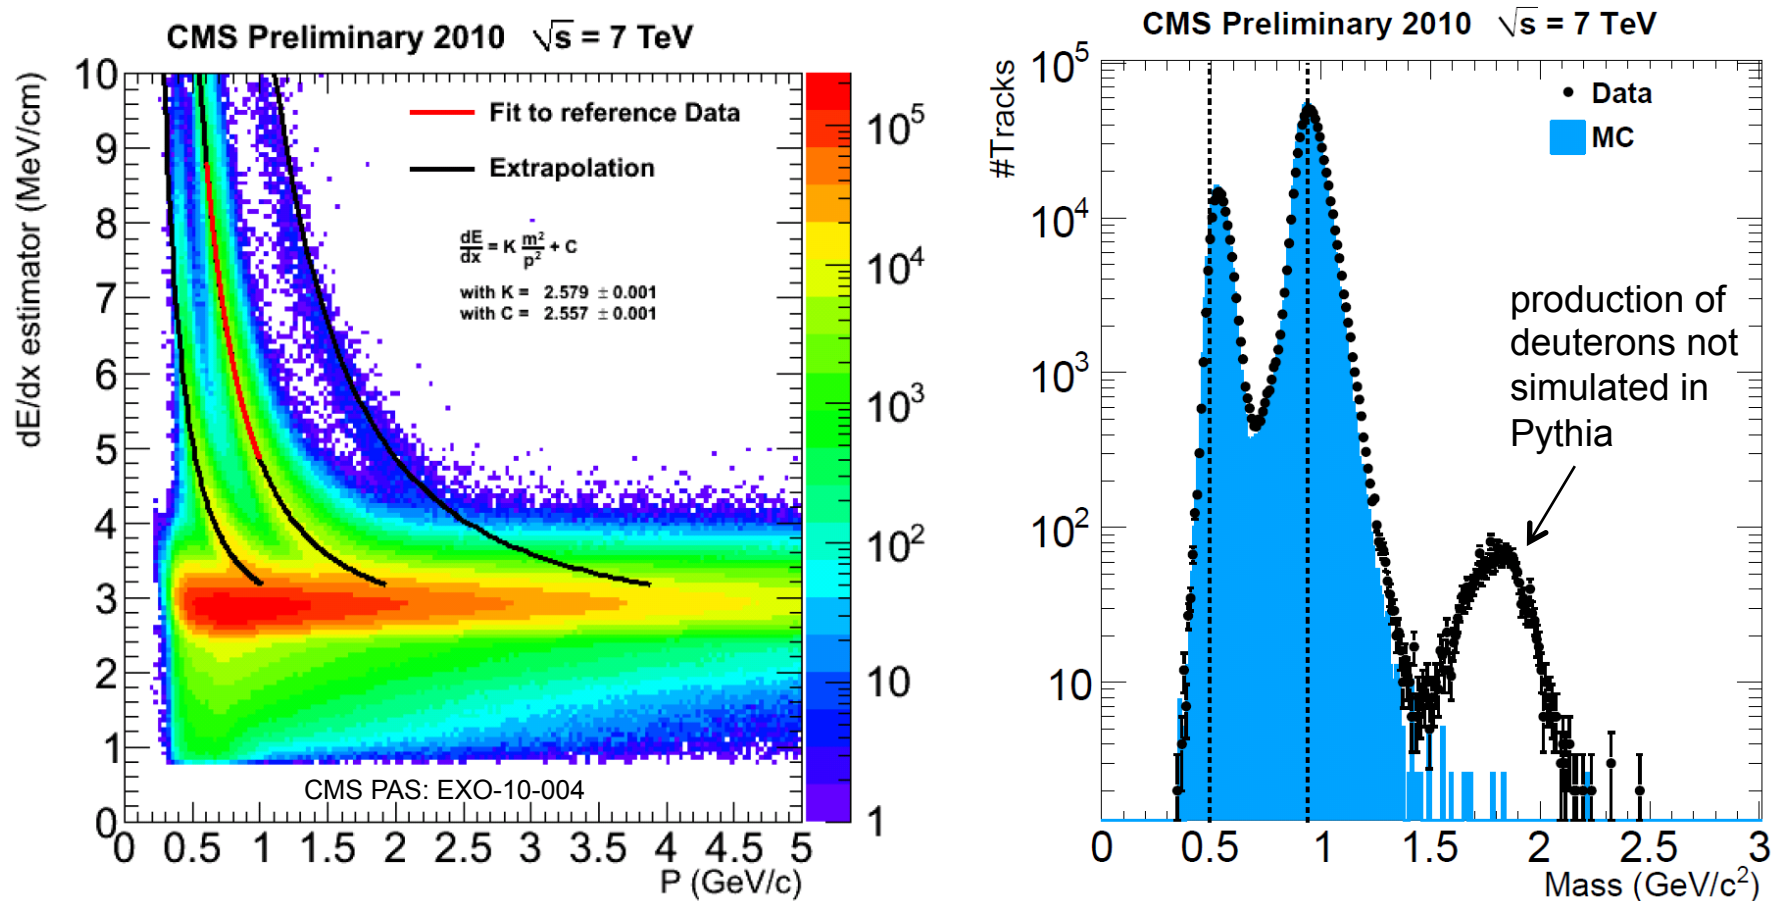 CMS Preliminary 2010 √s = 7 TeV
dE/dx estimator (MeV/cm)
10
9
8
7
6
5
4
3
2
1
0
Fit to reference Data
Extrapolation
dE/dx = K m²/p² + C
with K = 2.579 ± 0.001
with C = 2.557 ± 0.001
CMS PAS: EXO-10-004
0 0.5 1 1.5 2 2.5 3 3.5 4 4.5 5
P (GeV/c)
10⁵
10⁴
10³
10²
10
1
CMS Preliminary 2010 √s = 7 TeV
#Tracks
10⁵
10⁴
10³
10²
10
Data
MC
production of
deuterons not
simulated in
Pythia
0 0.5 1 1.5 2 2.5 3
Mass (GeV/c²)